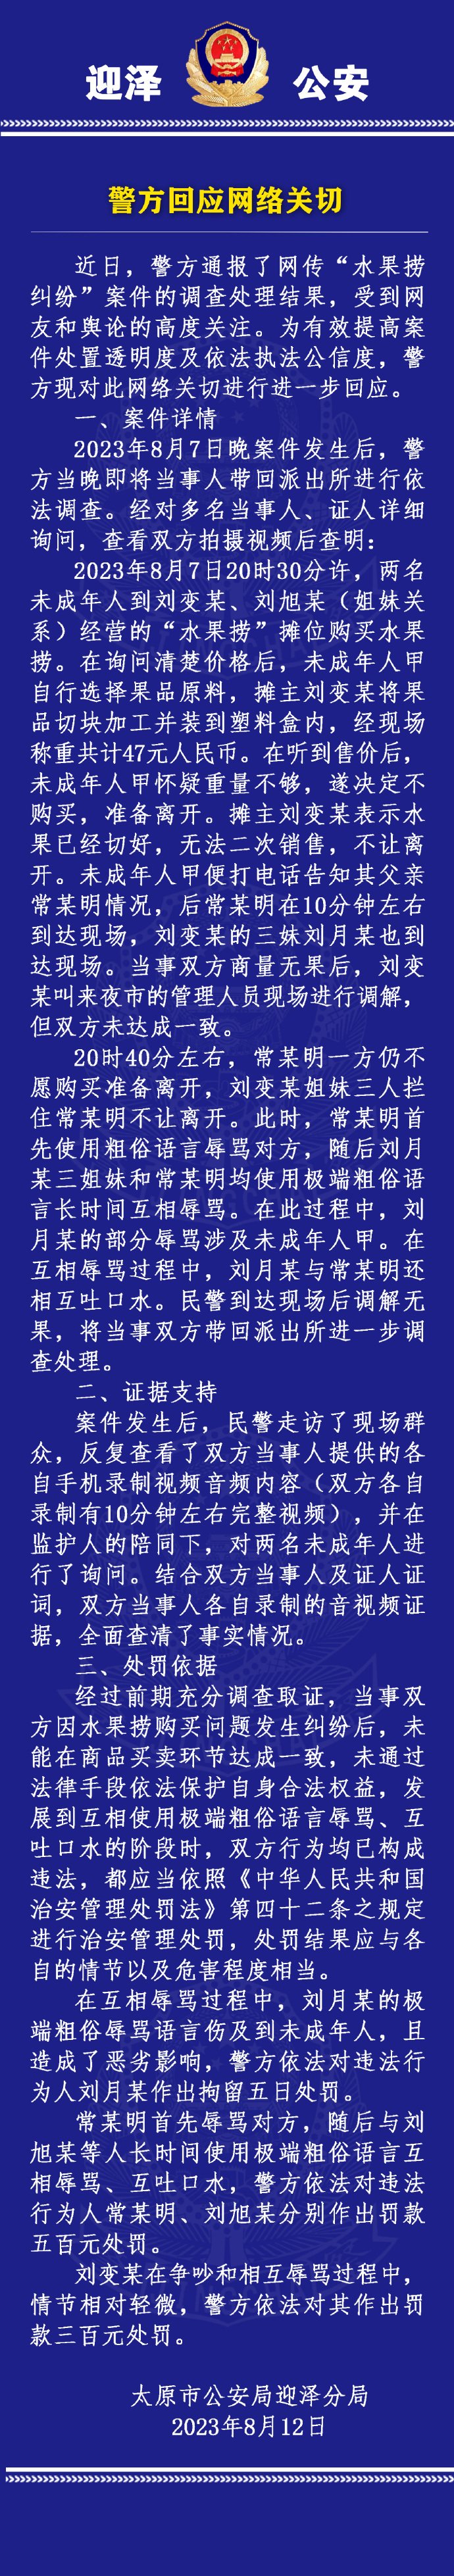 迎泽 公安
警方回应网络关切
近日，警方通报了网传“水果捞
纠纷”案件的调查处理结果，受到网
友和舆论的高度关注。为有效提高案
件处置透明度及依法执法公信度，警
方现对此网络关切进行进一步回应。
一、案件详情
2023年8月7日晚案件发生后，警
方当晚即将当事人带回派出所进行依
法调查。经对多名当事人、证人详细
询问，查看双方拍摄视频后查明：
2023年8月7日20时30分许，两名
未成年人到刘变某、刘旭某（姐妹关
系）经营的“水果捞”摊位购买水果
捞。在询问清楚价格后，未成年人甲
自行选择果品原料，摊主刘变某将果
品切块加工并装到塑料盒内，经现场
称重共计47元人民币。在听到售价后，
未成年人甲怀疑重量不够，遂决定不
购买，准备离开。摊主刘变某表示水
果已经切好，无法二次销售，不让离
开。未成年人甲便打电话告知其父亲
常某明情况，后常某明在10分钟左右
到达现场，刘变某的三妹刘月某也到
达现场。当事双方商量无果后，刘变
某叫来夜市的管理人员现场进行调解，
但双方未达成一致。
20时40分左右，常某明一方仍不
愿购买准备离开，刘变某姐妹三人拦
住常某明不让离开。此时，常某明首
先使用粗俗语言辱骂对方，随后刘月
某三姐妹和常某明均使用极端粗俗语
言长时间互相辱骂。在此过程中，刘
月某的部分辱骂涉及未成年人甲。在
互相辱骂过程中，刘月某与常某明还
相互吐口水。民警到达现场后调解无
果，将当事双方带回派出所进一步调
查处理。
二、证据支持
案件发生后，民警走访了现场群
众，反复查看了双方当事人提供的各
自手机录制视频音频内容（双方各自
录制有10分钟左右完整视频），并在
监护人的陪同下，对两名未成年人进
行了询问。结合双方当事人及证人证
词，双方当事人各自录制的音视频证
据，全面查清了事实情况。
三、处罚依据
经过前期充分调查取证，当事双
方因水果捞购买问题发生纠纷后，未
能在商品买卖环节达成一致，未通过
法律手段依法保护自身合法权益，发
展到互相使用极端粗俗语言辱骂、互
吐口水的阶段时，双方行为均已构成
违法，都应当依照《中华人民共和国
治安管理处罚法》第四十二条之规定
进行治安管理处罚，处罚结果应与各
自的情节以及危害程度相当。
在互相辱骂过程中，刘月某的极
端粗俗辱骂语言伤及到未成年人，且
造成了恶劣影响，警方依法对违法行
为人刘月某作出拘留五日处罚。
常某明首先辱骂对方，随后与刘
旭某等人长时间使用极端粗俗语言互
相辱骂、互吐口水，警方依法对违法
行为人常某明、刘旭某分别作出罚款
五百元处罚。
刘变某在争吵和相互辱骂过程中，
情节相对轻微，警方依法对其作出罚
款三百元处罚。
太原市公安局迎泽分局
2023年8月12日